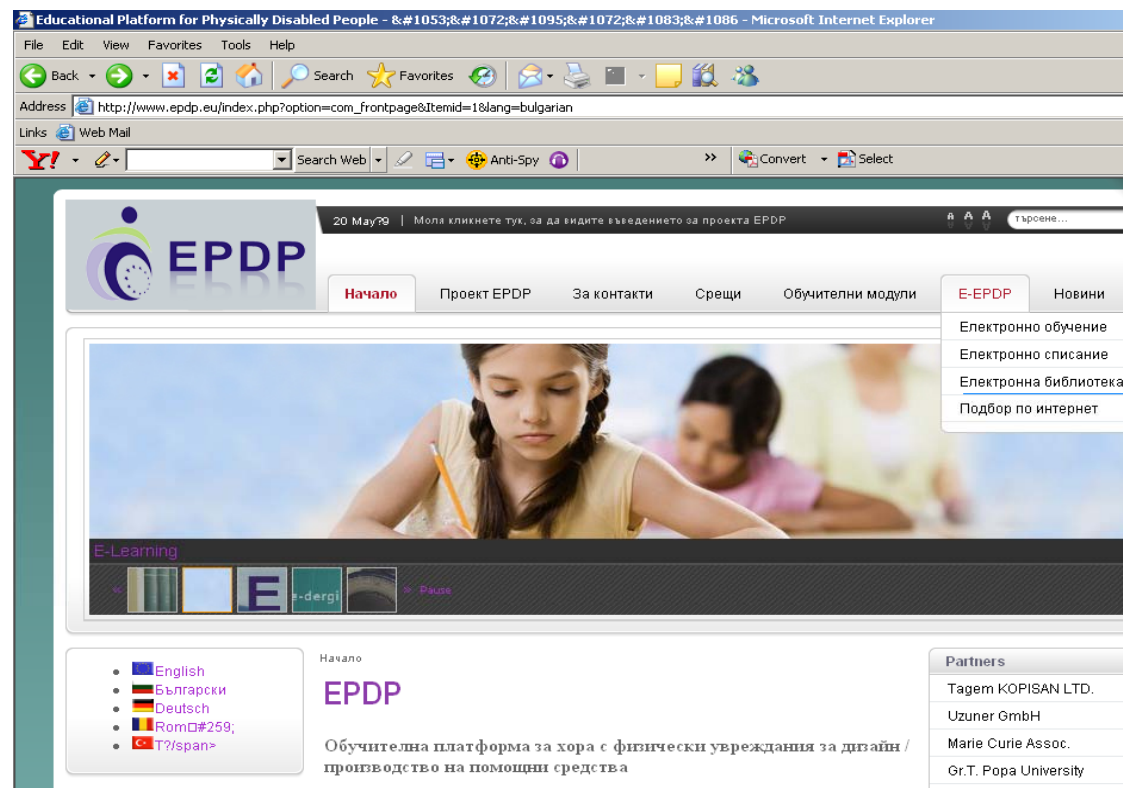 Educational Platform for Physically Disabled People - &#1053;&#1072;&#1095;&#1072;&#1083;&#1086 - Microsoft Internet Explorer
File Edit View Favorites Tools Help
Back Search Favorites
Address http://www.epdp.eu/index.php?option=com_frontpage&Itemid=1&lang=bulgarian
Links Web Mail
Y! Search Web Anti-Spy >> Convert Select
20 May?9 | Моля кликнете тук, за да видите въведението за проекта EPDP A A A търсене...
EPDP
Начало Проект EPDP За контакти Срещи Обучителни модули E-EPDP Новини
Електронно обучение
Електронно списание
Електронна библиотека
Подбор по интернет
E-Learning
« E e-dergi » Pause
English
Български
Deutsch
Rom□#259;
T?/span>
Начало
EPDP
Обучителна платформа за хора с физически увреждания за дизайн /
производство на помощни средства
Partners
Tagem KOPISAN LTD.
Uzuner GmbH
Marie Curie Assoc.
Gr.T. Popa University